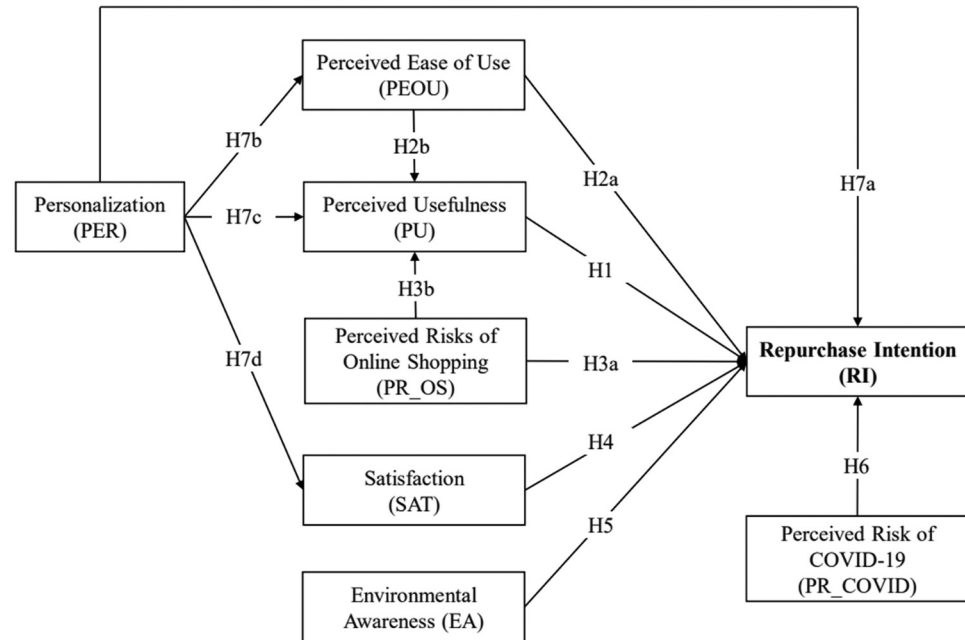 Perceived Ease of Use
(PEOU)
H7b
H2b
H2a
H7a
Personalization
(PER)
H7c
Perceived Usefulness
(PU)
H1
H3b
H7d
Perceived Risks of
Online Shopping
(PR_OS)
H3a
Repurchase Intention
(RI)
H4
Satisfaction
(SAT)
H6
H5
Perceived Risk of
COVID-19
(PR_COVID)
Environmental
Awareness (EA)